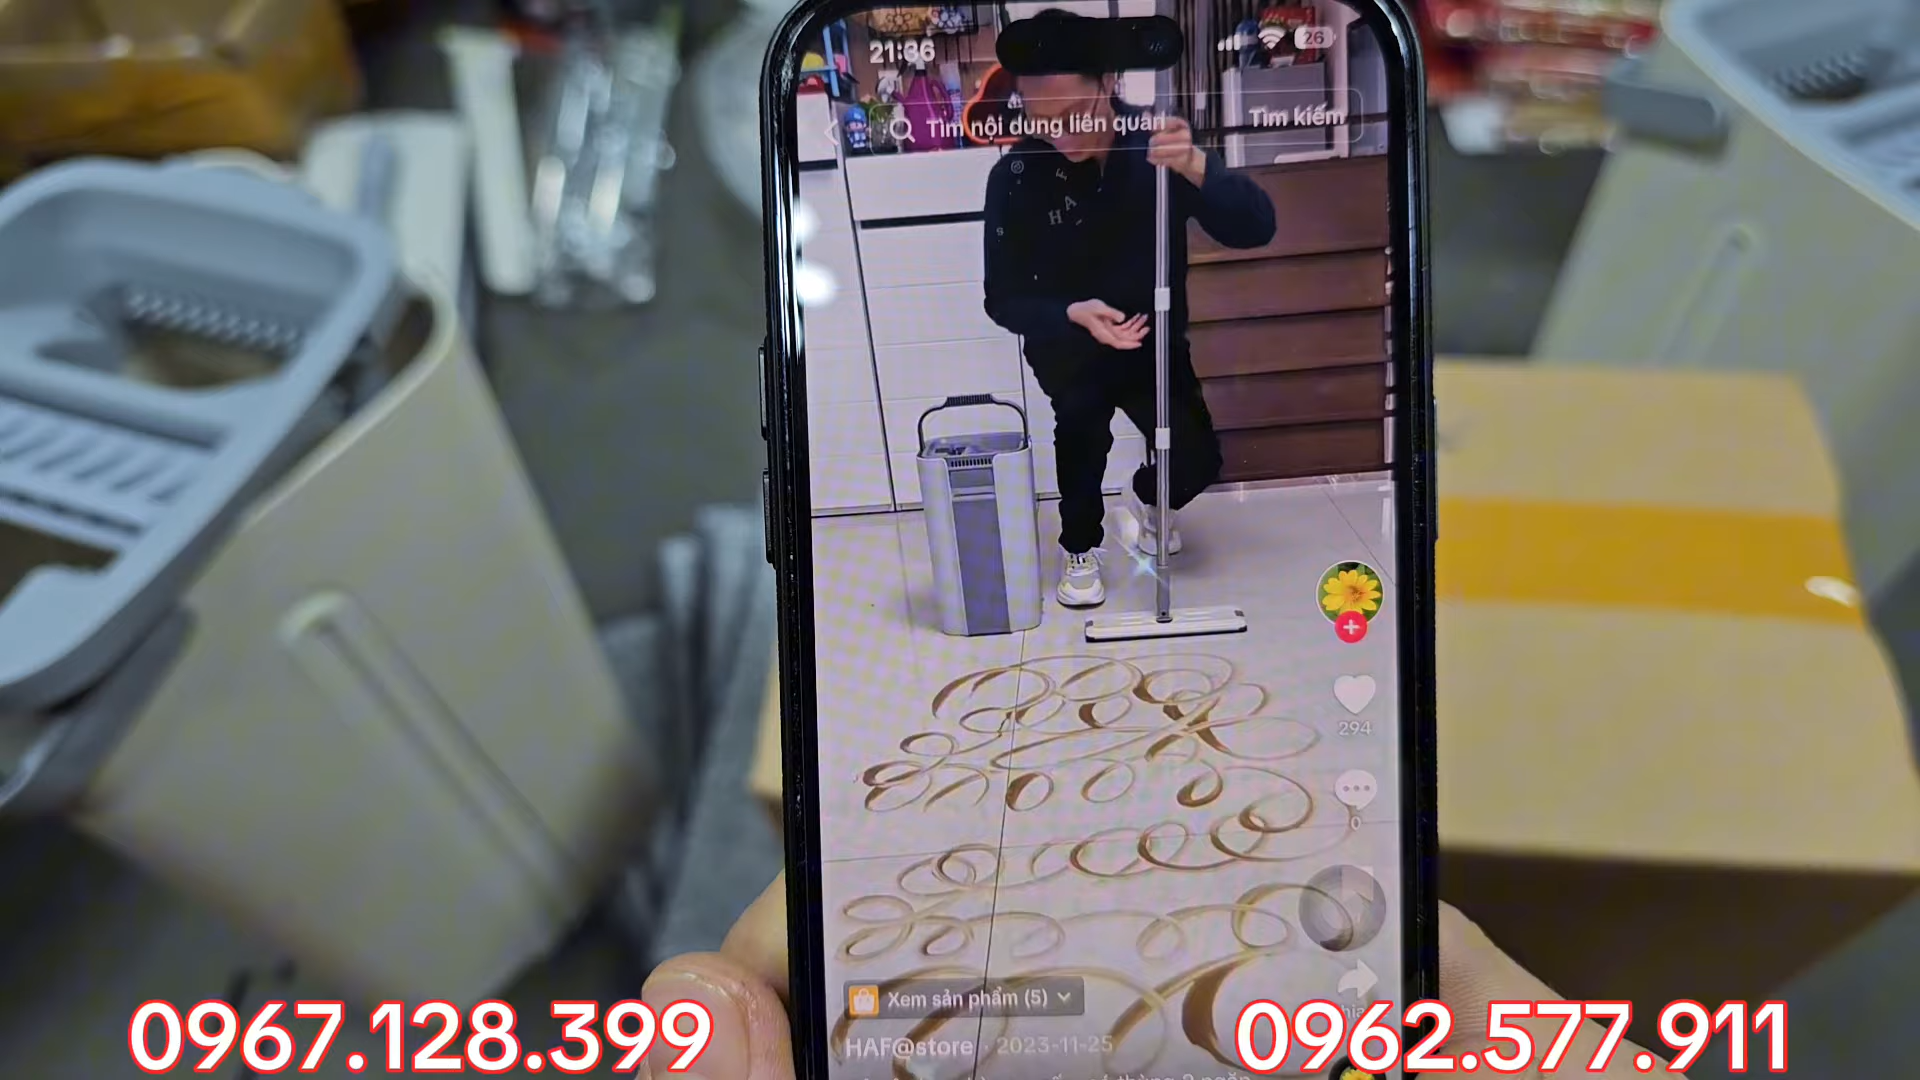 21:36
26
Tìm nội dung liên quan
Tìm kiếm
294
0
Xem sản phẩm (5)
HAF@store · 2023-11-25
0967.128.399
0962.577.911